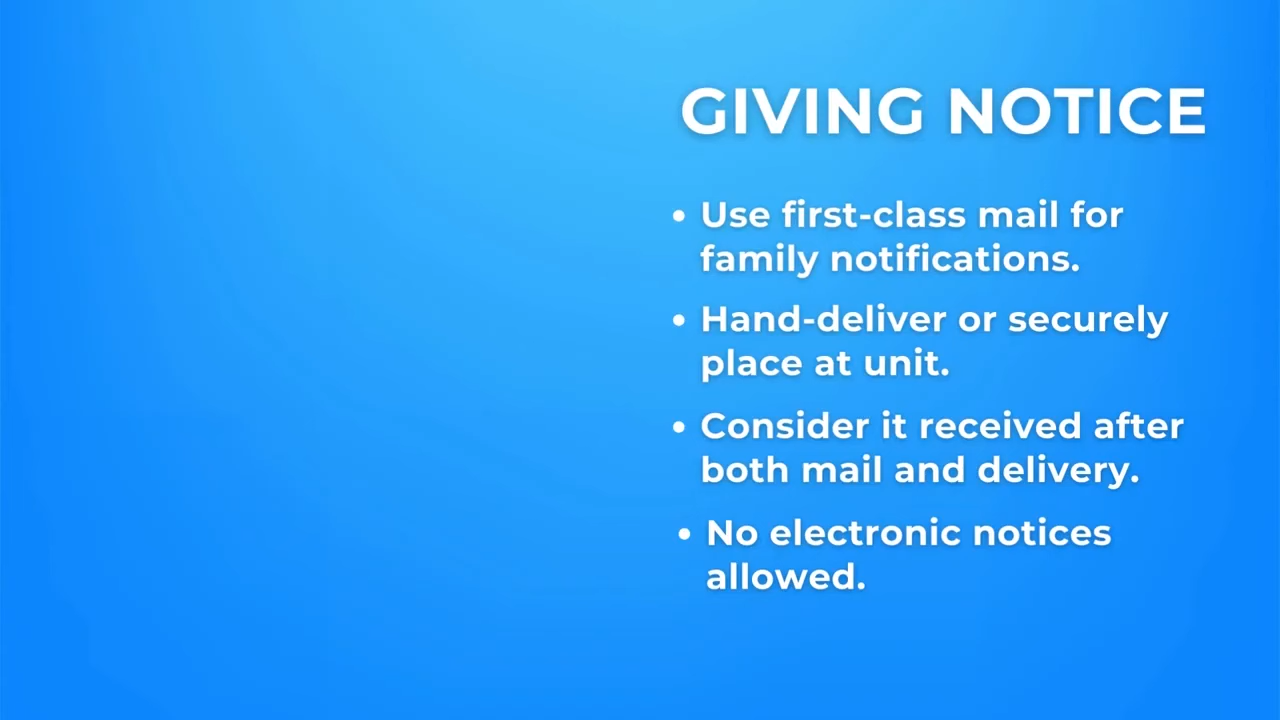 GIVING NOTICE
• Use first-class mail for
family notifications.
• Hand-deliver or securely
place at unit.
• Consider it received after
both mail and delivery.
• No electronic notices
allowed.